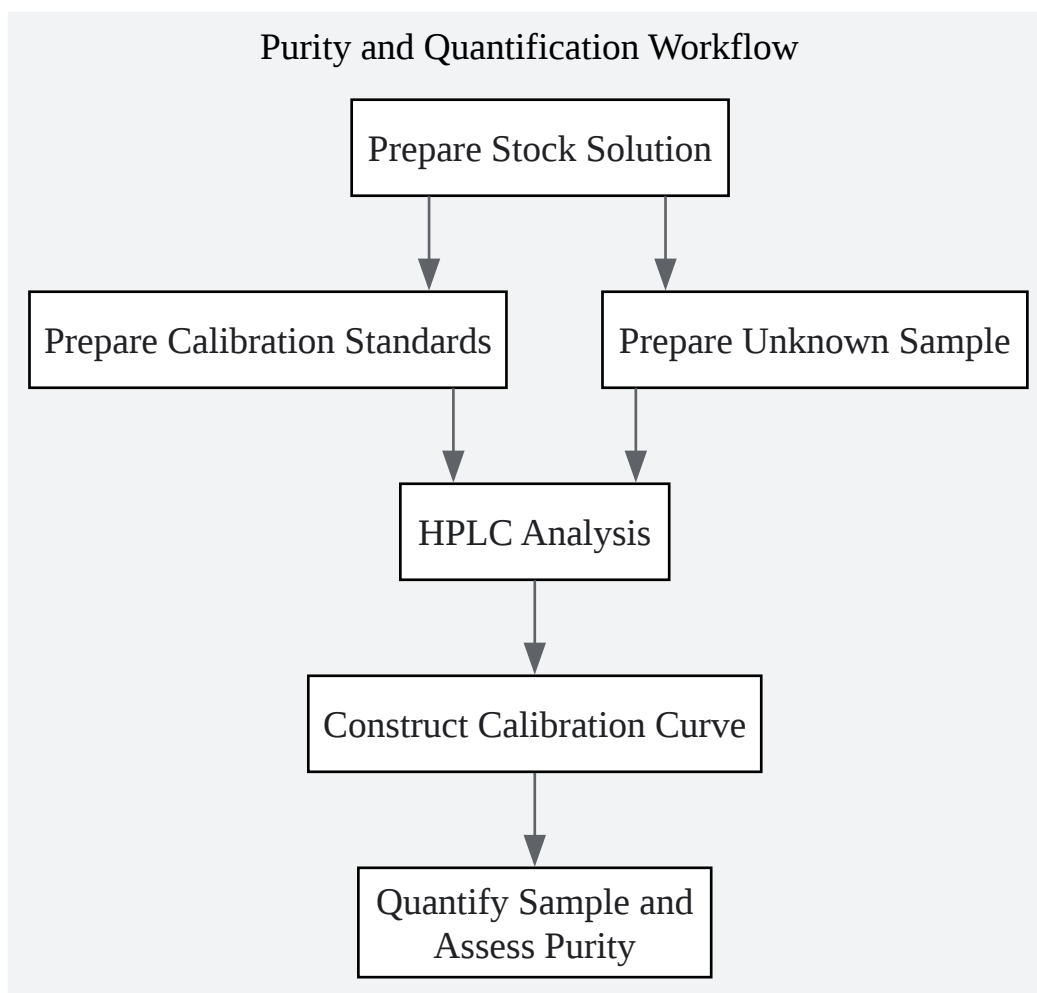 Purity and Quantification Workflow
Prepare Stock Solution
Prepare Calibration Standards
Prepare Unknown Sample
HPLC Analysis
Construct Calibration Curve
Quantify Sample and
Assess Purity